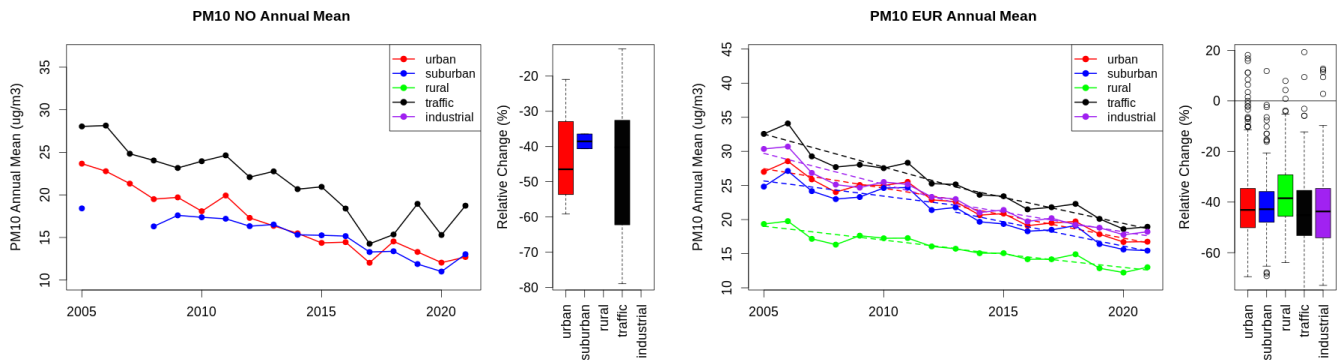 PM10 NO Annual Mean
PM10 Annual Mean (ug/m3)
35
30
25
20
15
10
2005
2010
2015
2020
urban
suburban
rural
traffic
industrial
Relative Change (%)
-20
-30
-40
-50
-60
-70
-80
urban
suburban
rural
traffic
industrial
PM10 EUR Annual Mean
PM10 Annual Mean (ug/m3)
45
40
35
30
25
20
15
10
2005
2010
2015
2020
urban
suburban
rural
traffic
industrial
Relative Change (%)
20
0
-20
-40
-60
urban
suburban
rural
traffic
industrial